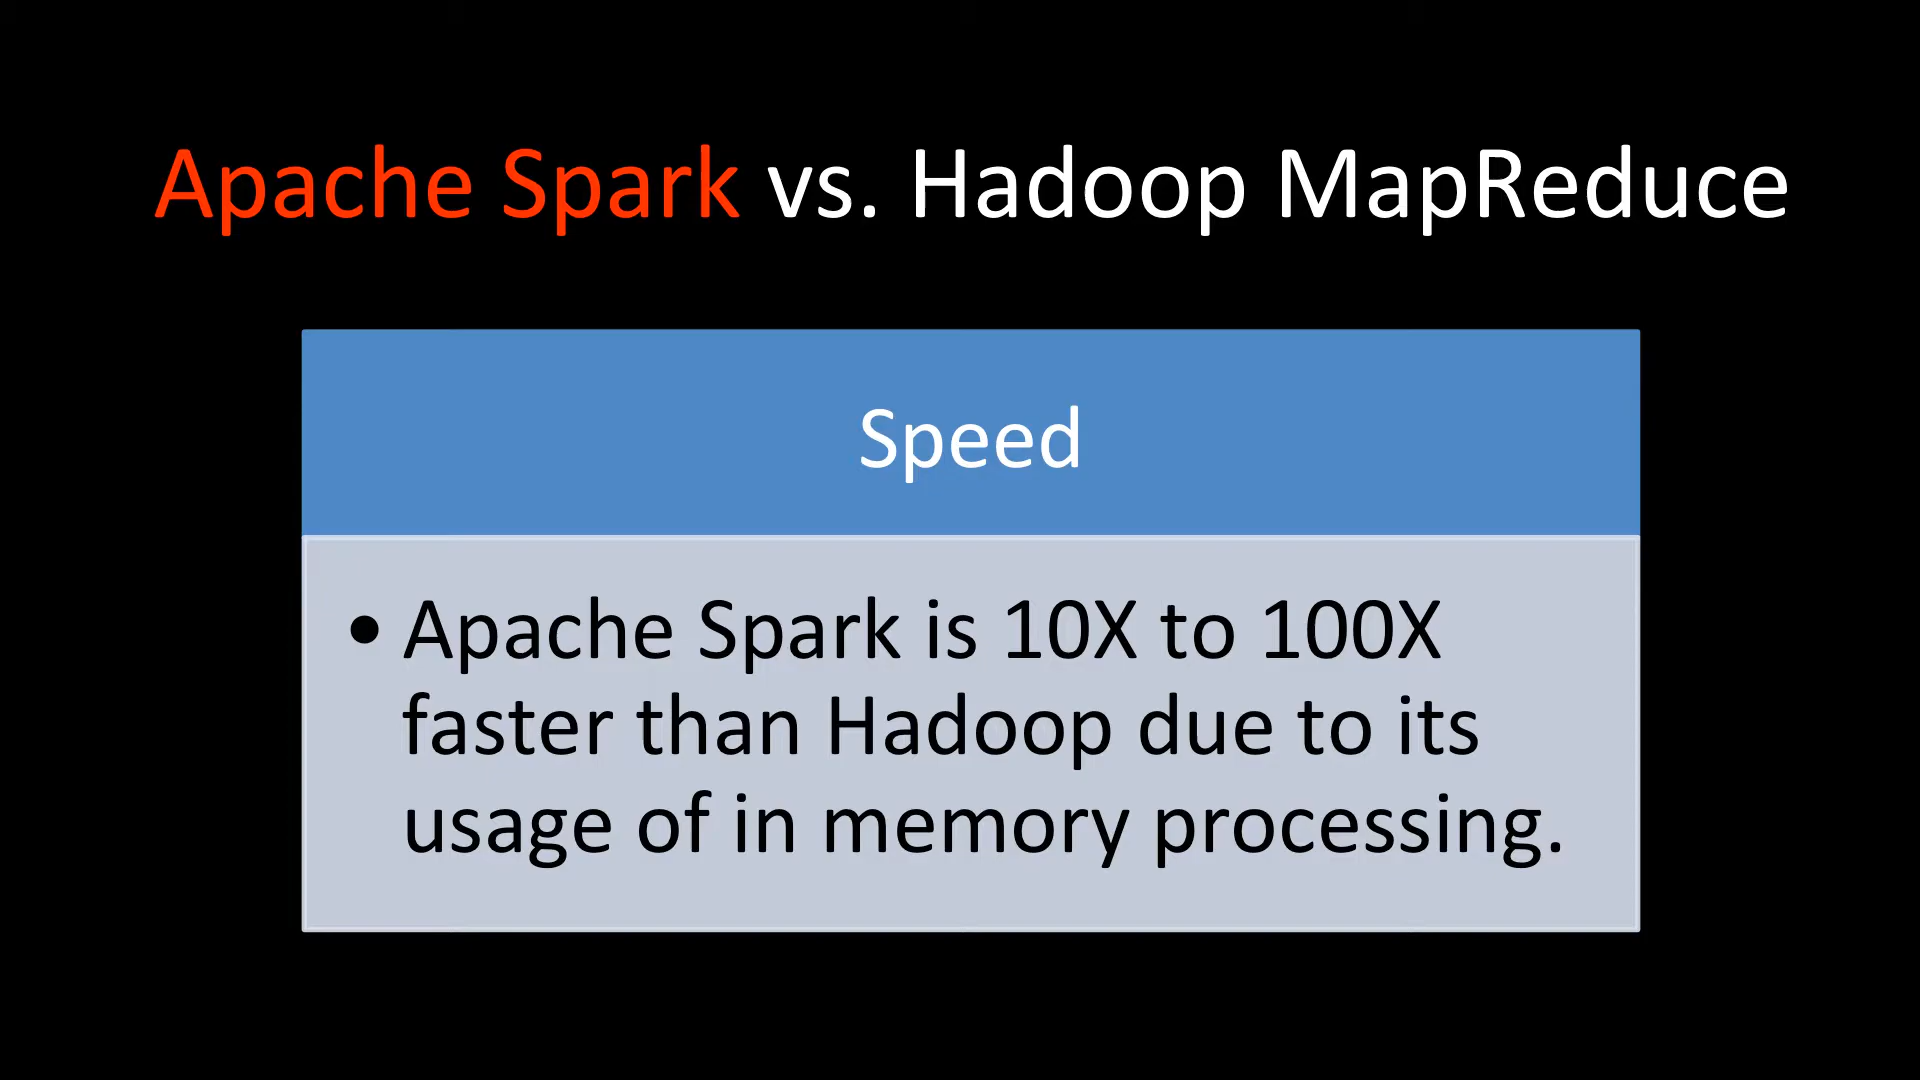 Apache Spark vs. Hadoop MapReduce
Speed
• Apache Spark is 10X to 100X
faster than Hadoop due to its
usage of in memory processing.